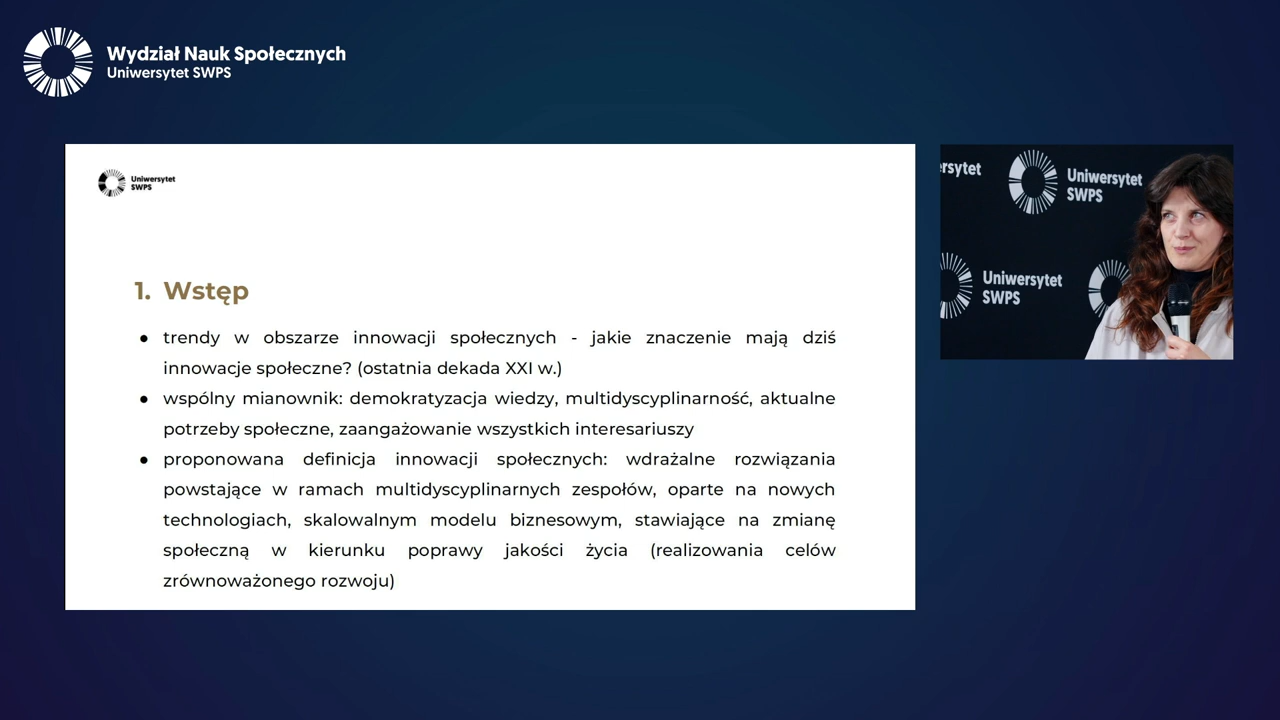 Wydział Nauk Społecznych
Uniwersytet SWPS
Uniwersytet
SWPS
1. Wstęp
● trendy w obszarze innowacji społecznych - jakie znaczenie mają dziś
innowacje społeczne? (ostatnia dekada XXI w.)
● wspólny mianownik: demokratyzacja wiedzy, multidyscyplinarność, aktualne
potrzeby społeczne, zaangażowanie wszystkich interesariuszy
● proponowana definicja innowacji społecznych: wdrażalne rozwiązania
powstające w ramach multidyscyplinarnych zespołów, oparte na nowych
technologiach, skalowalnym modelu biznesowym, stawiające na zmianę
społeczną w kierunku poprawy jakości życia (realizowania celów
zrównoważonego rozwoju)
ersytet
Uniwersytet
SWPS
Uniwersytet
SWPS